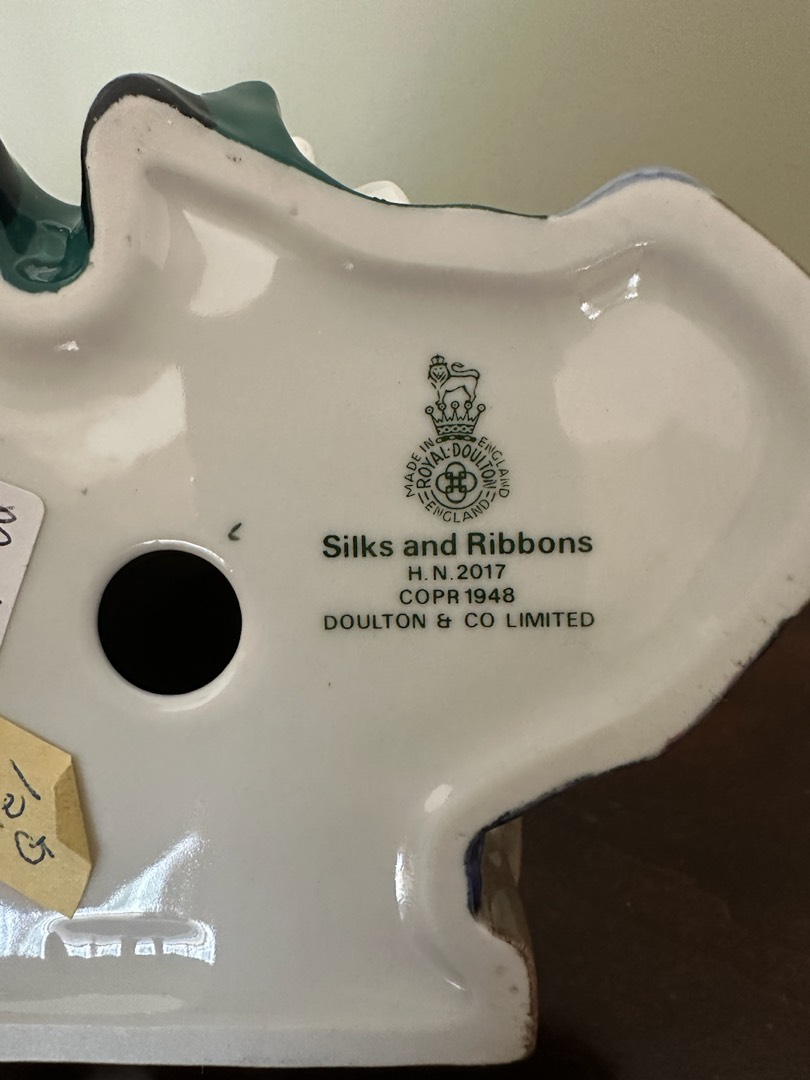 MADE IN ENGLAND
ROYAL·DOULTON
ENGLAND
Silks and Ribbons
H.N.2017
COPR 1948
DOULTON & CO LIMITED